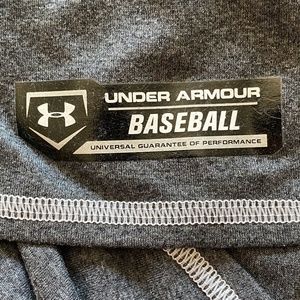 UNDER ARMOUR
BASEBALL
UNIVERSAL GUARANTEE OF PERFORMANCE